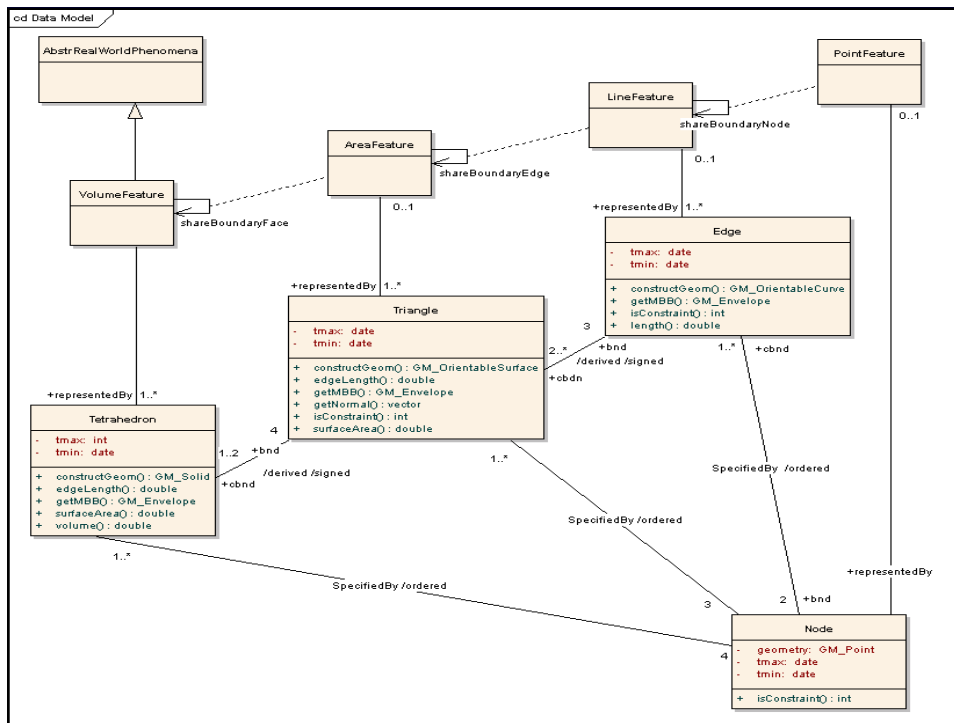 cd Data Model
AbstrRealWorldPhenomena
PointFeature
LineFeature
0..1
shareBoundaryNode
AreaFeature
0..1
shareBoundaryEdge
VolumeFeature
0..1
shareBoundaryFace
+representedBy 1..*
Edge
- tmax: date
- tmin: date
+ constructGeom() : GM_OrientableCurve
+ getMBB() : GM_Envelope
+ isConstraint() : int
+ length() : double
+representedBy 1..*
Triangle
- tmax: date
- tmin: date
+ constructGeom() : GM_OrientableSurface
+ edgeLength() : double
+ getMBB() : GM_Envelope
+ getNormal() : vector
+ isConstraint() : int
+ surfaceArea() : double
3
+bnd
2..*
/derived /signed
+cbdn
1..*
+cbnd
+representedBy 1..*
Tetrahedron
- tmax: int
- tmin: date
+ constructGeom() : GM_Solid
+ edgeLength() : double
+ getMBB() : GM_Envelope
+ surfaceArea() : double
+ volume() : double
4
+bnd
1..2
/derived /signed
+cbnd
1..*
SpecifiedBy /ordered
SpecifiedBy /ordered
1..*
SpecifiedBy /ordered
+representedBy
3
2
+bnd
4
Node
- geometry: GM_Point
- tmax: date
- tmin: date
+ isConstraint() : int